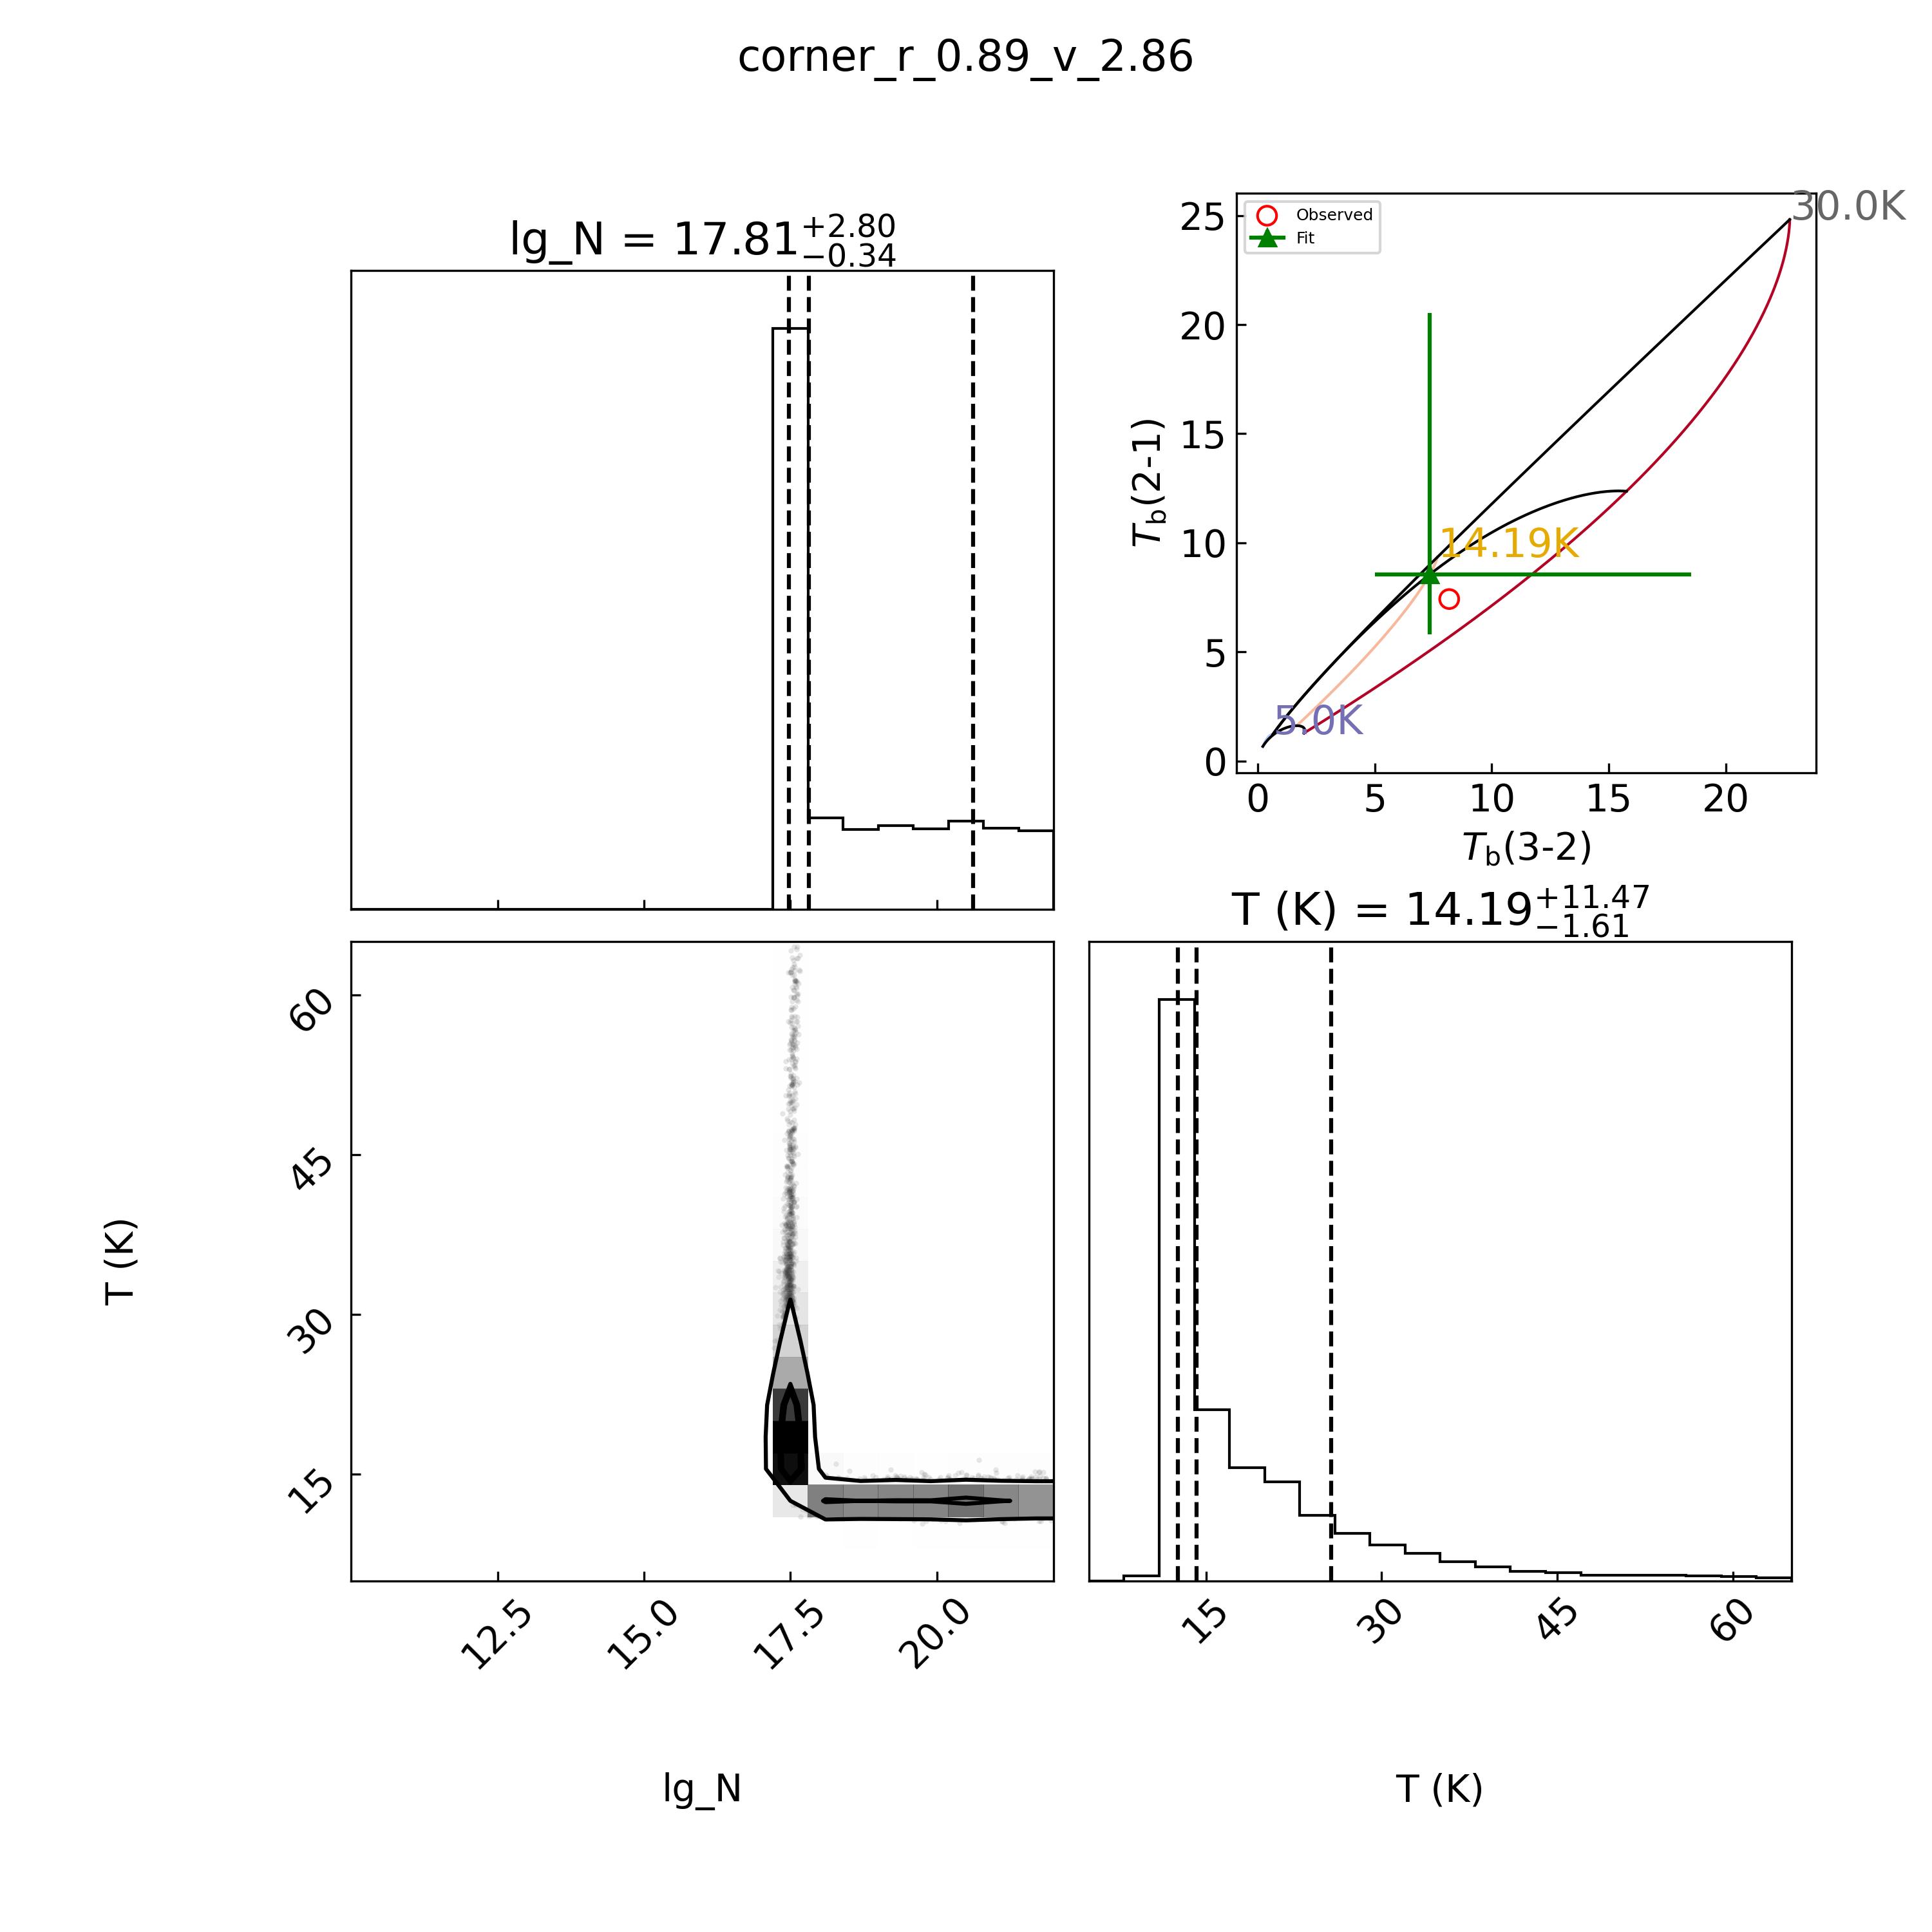 corner_r_0.89_v_2.86
lg_N = 17.81+2.80−0.34
30.0K
25
20
15
10
5
0
Observed
Fit
14.19K
5.0K
Tb(2-1)
0 5 10 15 20
Tb(3-2)
T (K) = 14.19+11.47−1.61
60
45
30
15
T (K)
12.5 15.0 17.5 20.0
lg_N
15 30 45 60
T (K)